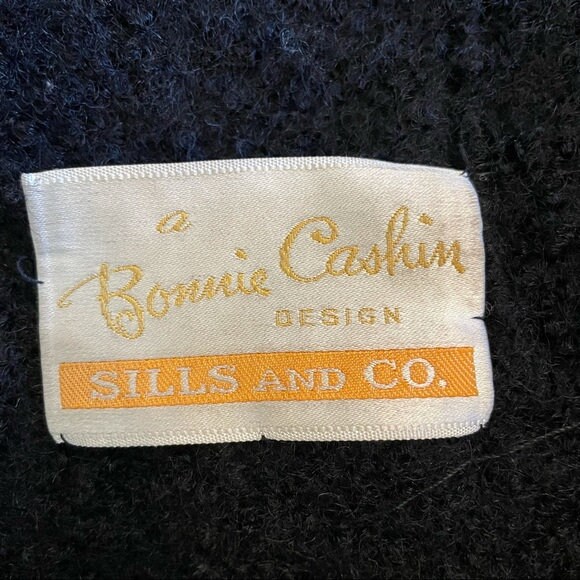 a
Bonnie Cashin
DESIGN
SILLS AND CO.